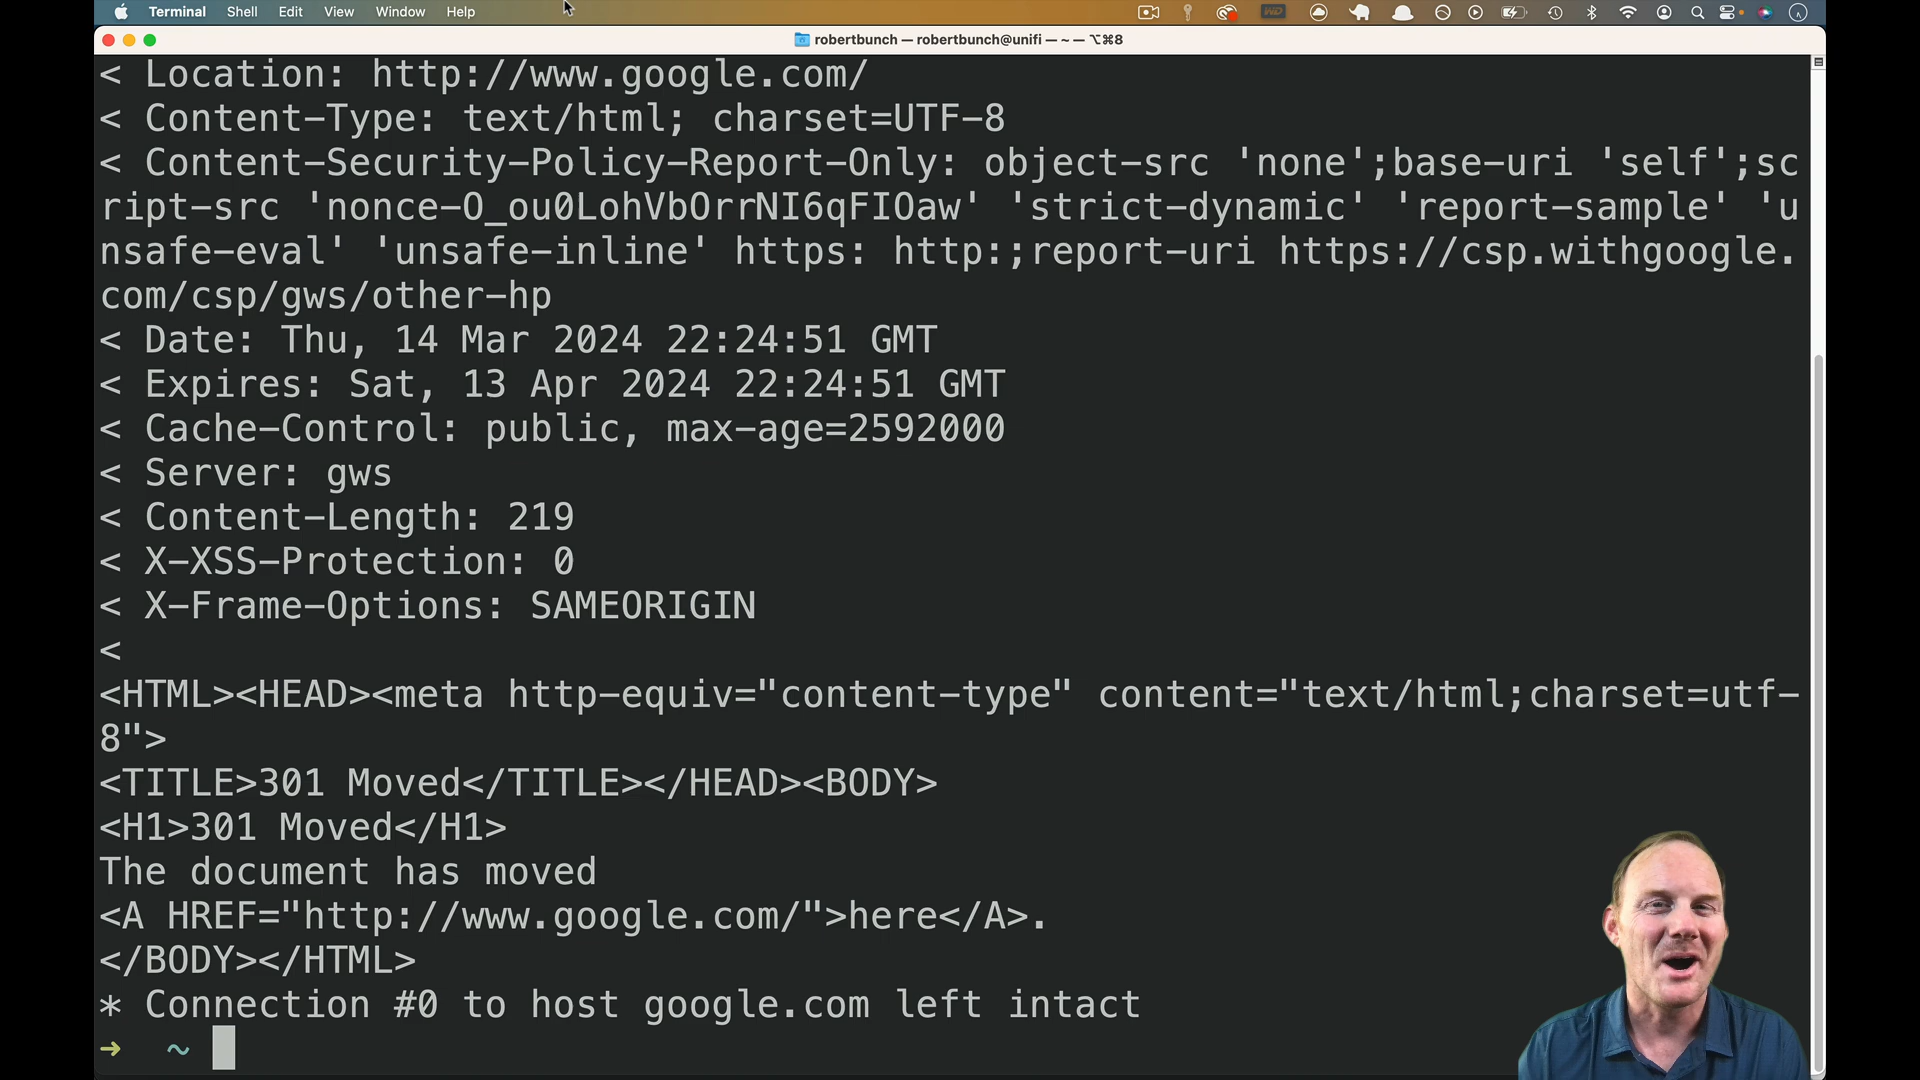 Terminal Shell Edit View Window Help
robertbunch — robertbunch@unifi — ~ — ⌥⌘8
< Location: http://www.google.com/
< Content-Type: text/html; charset=UTF-8
< Content-Security-Policy-Report-Only: object-src 'none';base-uri 'self';sc
ript-src 'nonce-O_ou0LohVbOrrNI6qFIOaw' 'strict-dynamic' 'report-sample' 'u
nsafe-eval' 'unsafe-inline' https: http:;report-uri https://csp.withgoogle.
com/csp/gws/other-hp
< Date: Thu, 14 Mar 2024 22:24:51 GMT
< Expires: Sat, 13 Apr 2024 22:24:51 GMT
< Cache-Control: public, max-age=2592000
< Server: gws
< Content-Length: 219
< X-XSS-Protection: 0
< X-Frame-Options: SAMEORIGIN
<
<HTML><HEAD><meta http-equiv="content-type" content="text/html;charset=utf-
8">
<TITLE>301 Moved</TITLE></HEAD><BODY>
<H1>301 Moved</H1>
The document has moved
<A HREF="http://www.google.com/">here</A>.
</BODY></HTML>
* Connection #0 to host google.com left intact
➜ ~